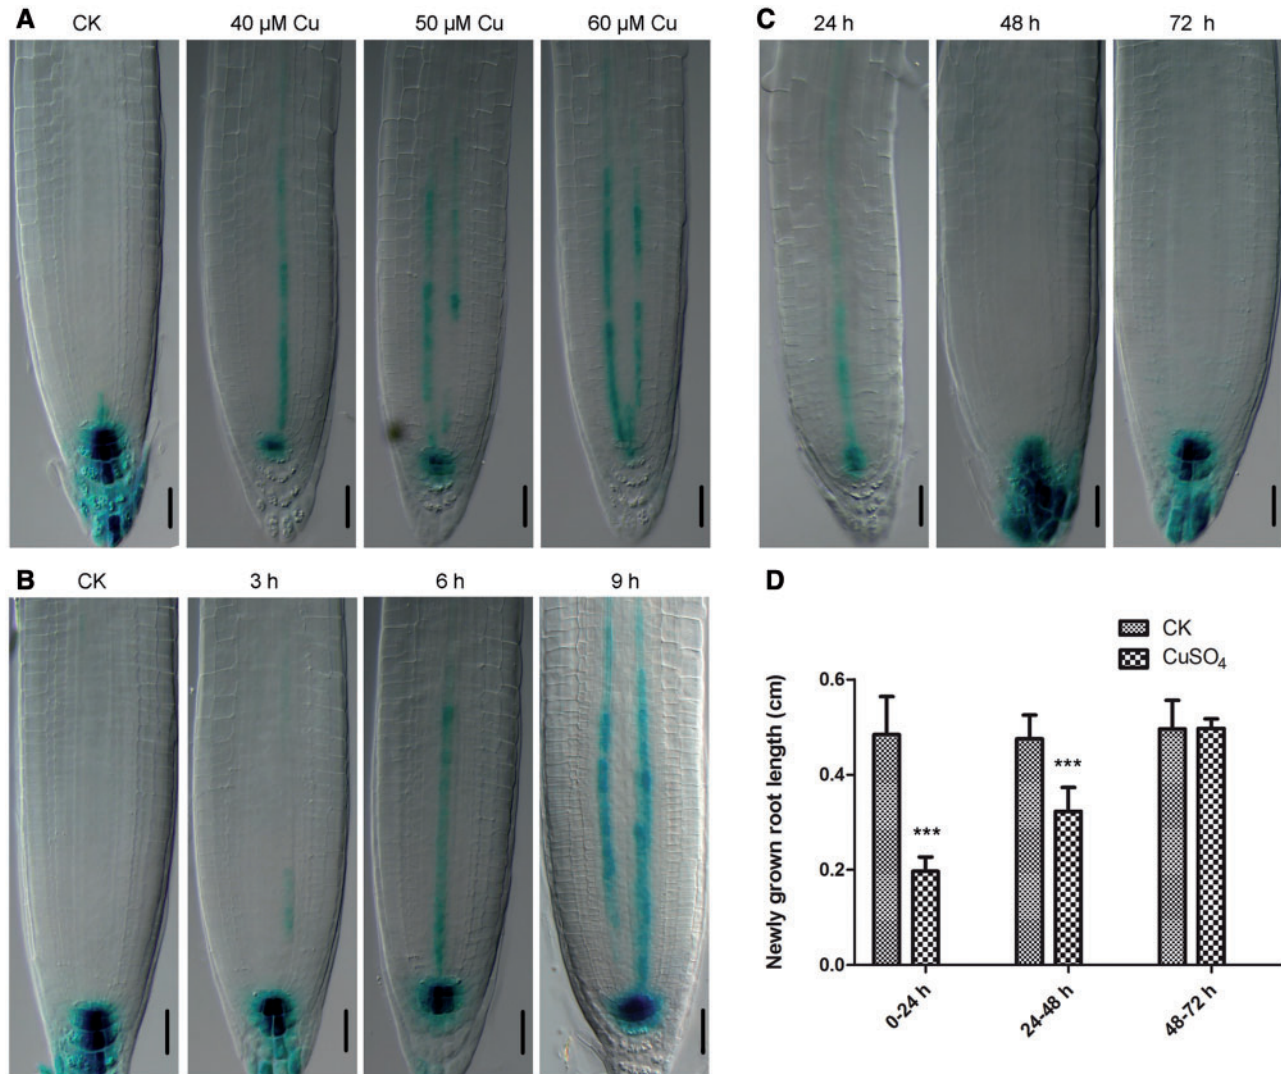 A
CK
40 µM Cu
50 µM Cu
60 µM Cu
B
CK
3 h
6 h
9 h
C
24 h
48 h
72 h
D
CK
CuSO₄
Newly grown root length (cm)
0.6
0.4
0.2
0.0
***
***
0-24 h
24-48 h
48-72 h